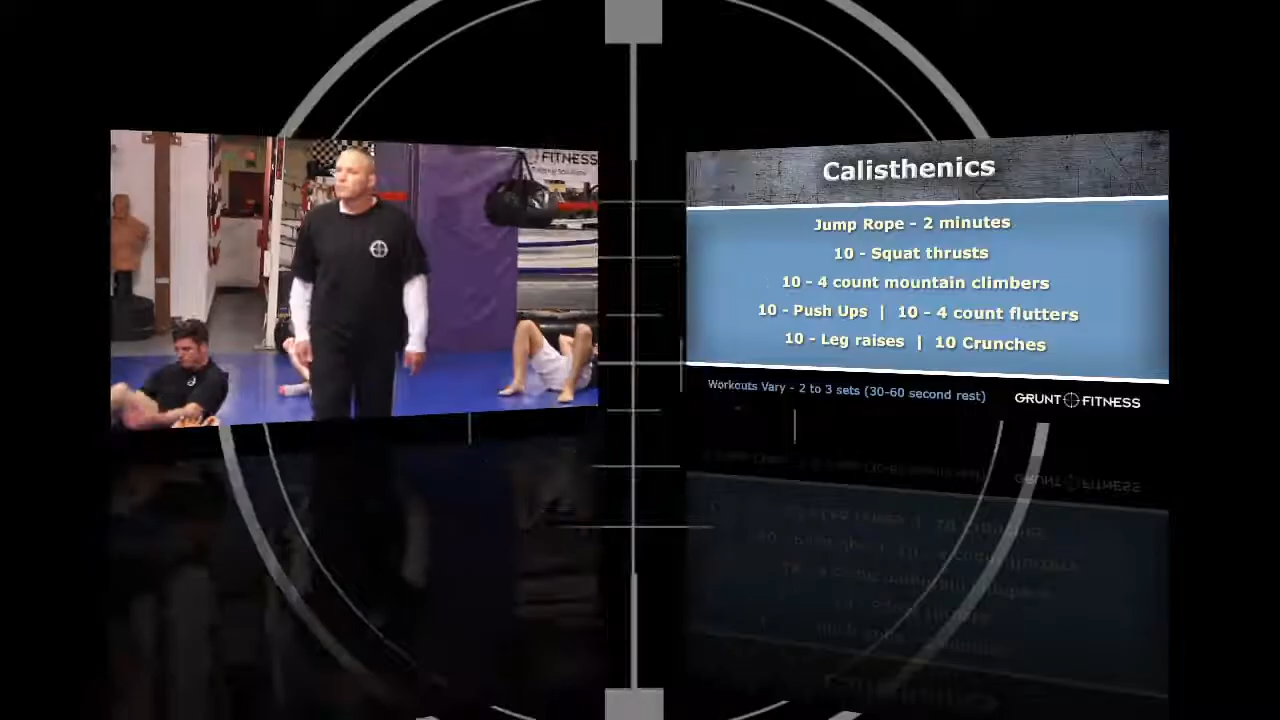 FITNESS
Calisthenics
Jump Rope - 2 minutes
10 - Squat thrusts
10 - 4 count mountain climbers
10 - Push Ups | 10 - 4 count flutters
10 - Leg raises | 10 Crunches
Workouts Vary - 2 to 3 sets (30-60 second rest)
GRUNT FITNESS